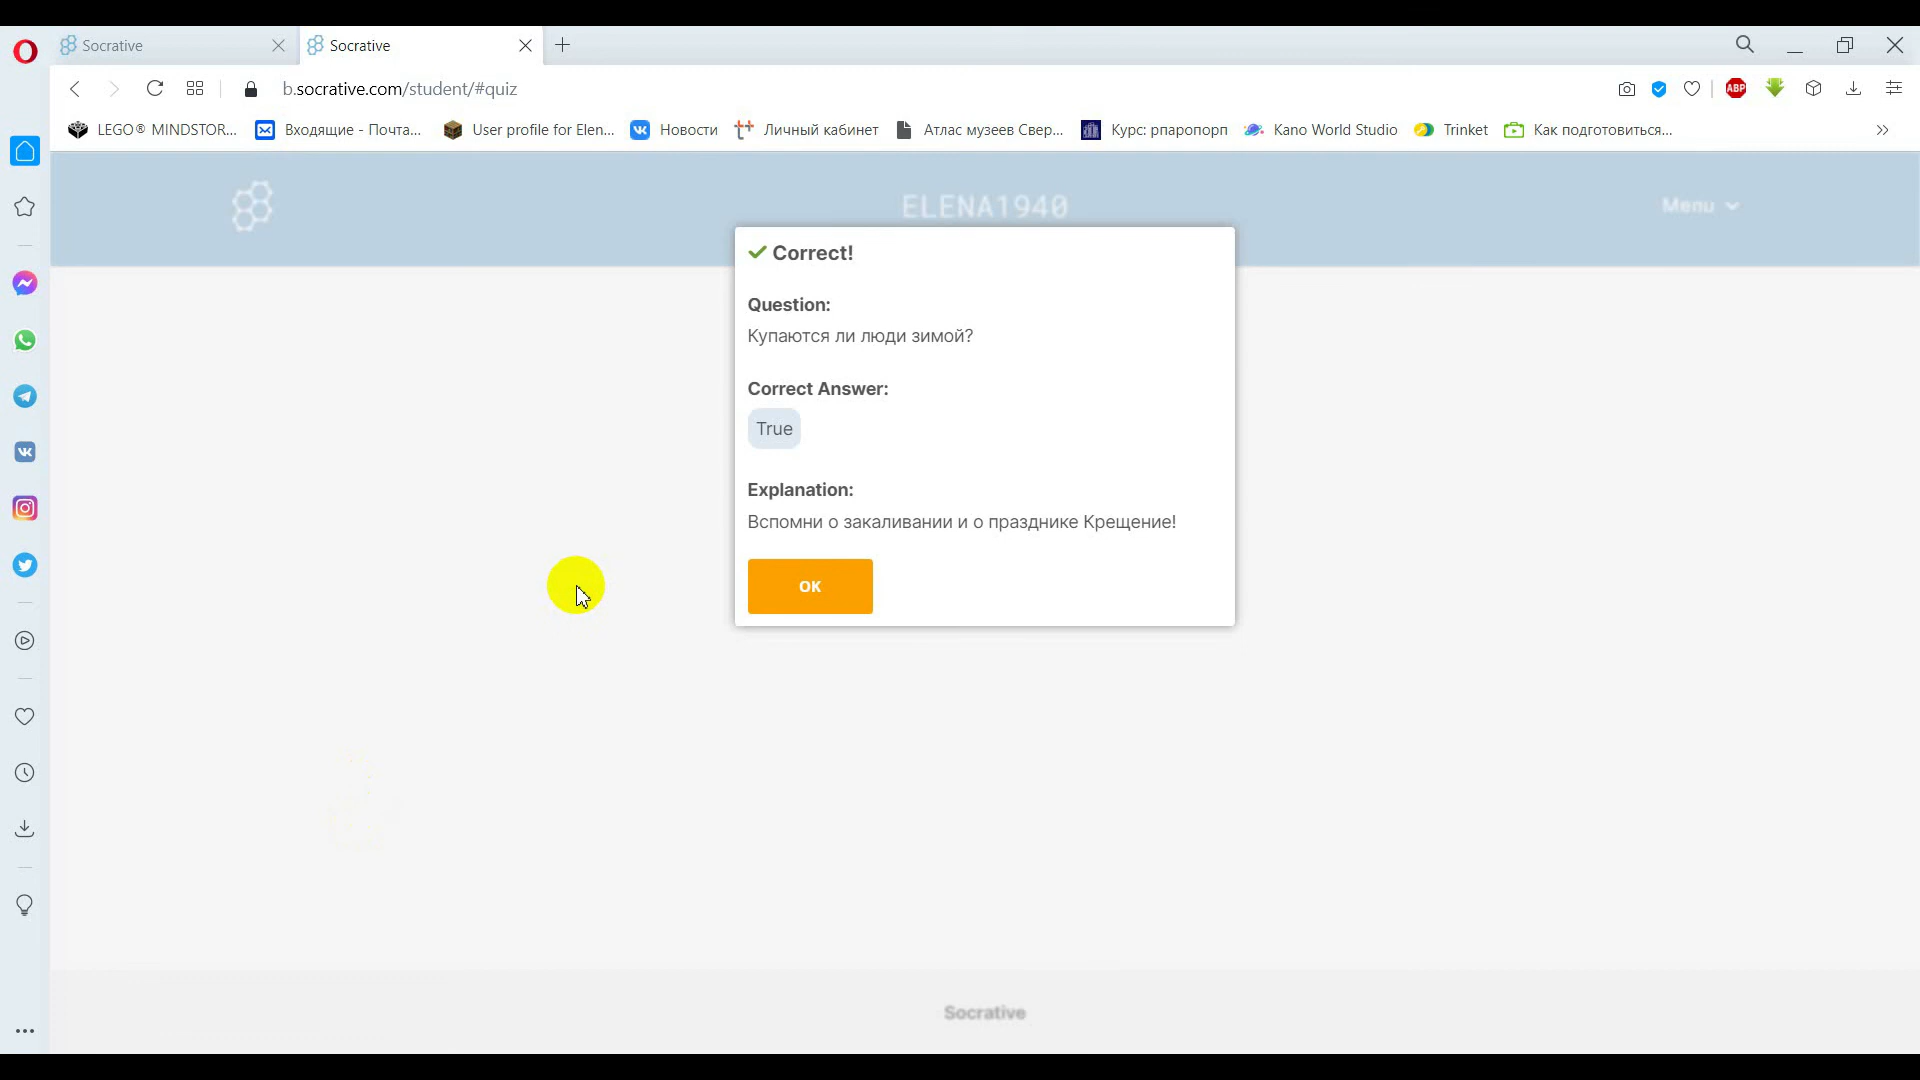 Socrative
Socrative
b.socrative.com/student/#quiz
ABP
LEGO® MINDSTOR...
Входящие - Почта...
User profile for Elen...
Новости
Личный кабинет
Атлас музеев Свер...
Курс: рпаропорп
Kano World Studio
Trinket
Как подготовиться...
ELENA1940
Menu
Correct!
Question:
Купаются ли люди зимой?
Correct Answer:
True
Explanation:
Вспомни о закаливании и о празднике Крещение!
OK
Socrative